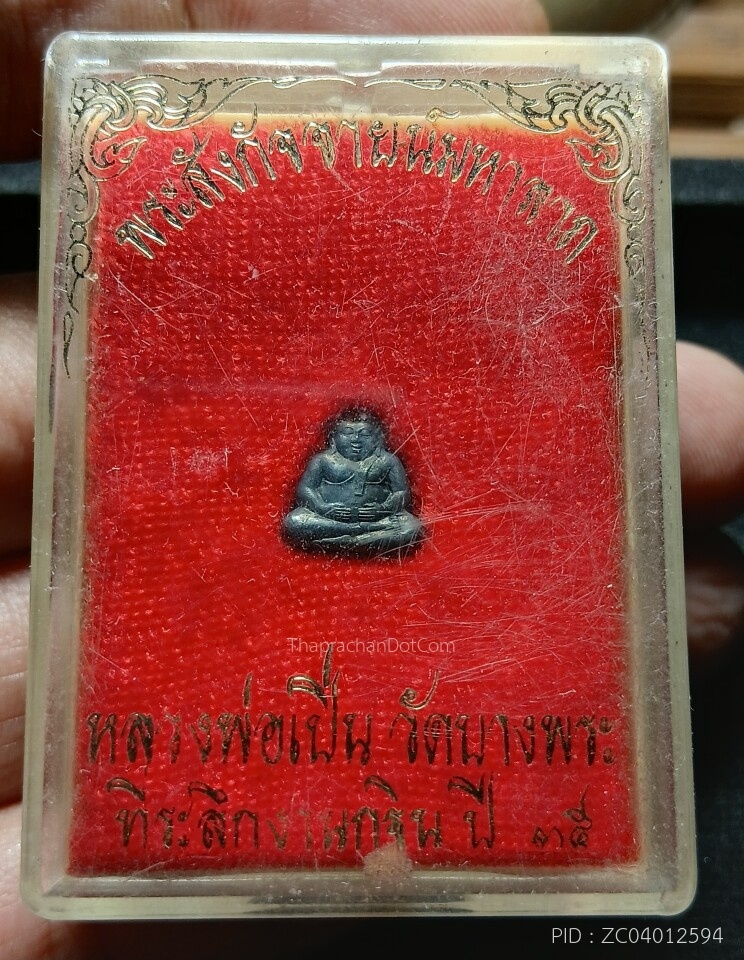 พระสังกัจจายน์มหาลาภ
ThaprachanDotCom
หลวงพ่อเปิ่น วัดบางพระ
ที่ระลึกงานกฐิน ปี
PID : ZC04012594